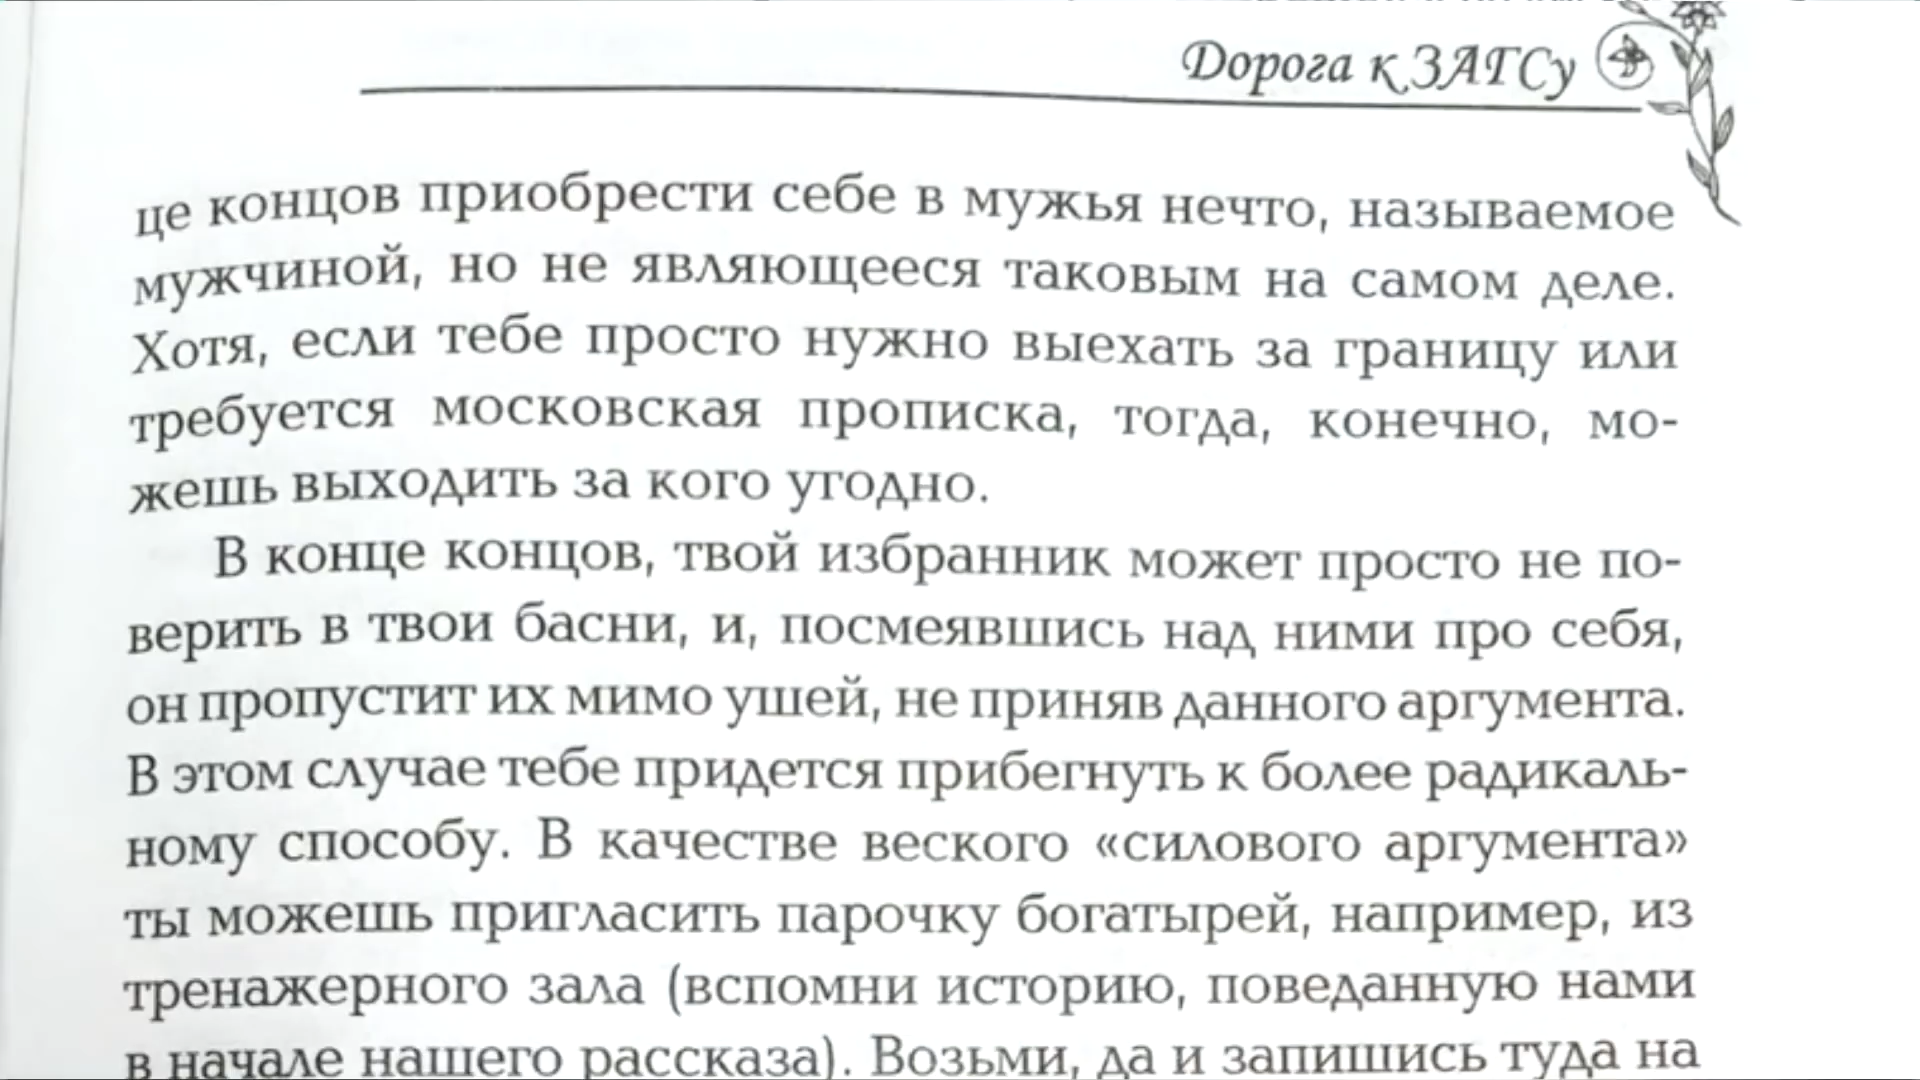 Дорога к ЗАГСу
це концов приобрести себе в мужья нечто, называемое
мужчиной, но не являющееся таковым на самом деле.
Хотя, если тебе просто нужно выехать за границу или
требуется московская прописка, тогда, конечно, мо-
жешь выходить за кого угодно.
В конце концов, твой избранник может просто не по-
верить в твои басни, и, посмеявшись над ними про себя,
он пропустит их мимо ушей, не приняв данного аргумента.
В этом случае тебе придется прибегнуть к более радикаль-
ному способу. В качестве веского «силового аргумента»
ты можешь пригласить парочку богатырей, например, из
тренажерного зала (вспомни историю, поведанную нами
в начале нашего рассказа). Возьми, да и запишись туда на